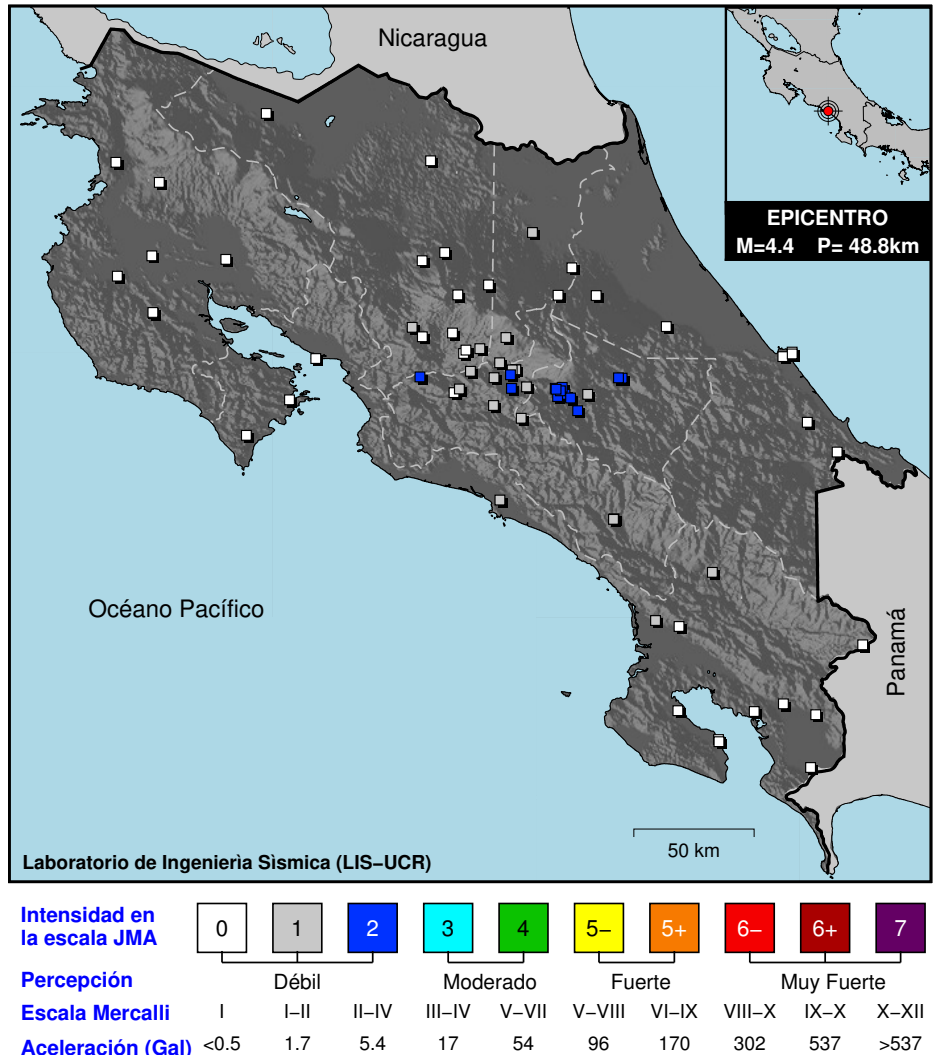 Nicaragua
EPICENTRO
M=4.4 P= 48.8km
Océano Pacífico
Panamá
50 km
Laboratorio de Ingenierìa Sìsmica (LIS−UCR)
Intensidad en
la escala JMA
0 1 2 3 4 5− 5+ 6− 6+ 7
Percepción Débil Moderado Fuerte Muy Fuerte
Escala Mercalli I I−II II−IV III−IV V−VII V−VIII VI−IX VIII−X IX−X X−XII
Aceleración (Gal) <0.5 1.7 5.4 17 54 96 170 302 537 >537